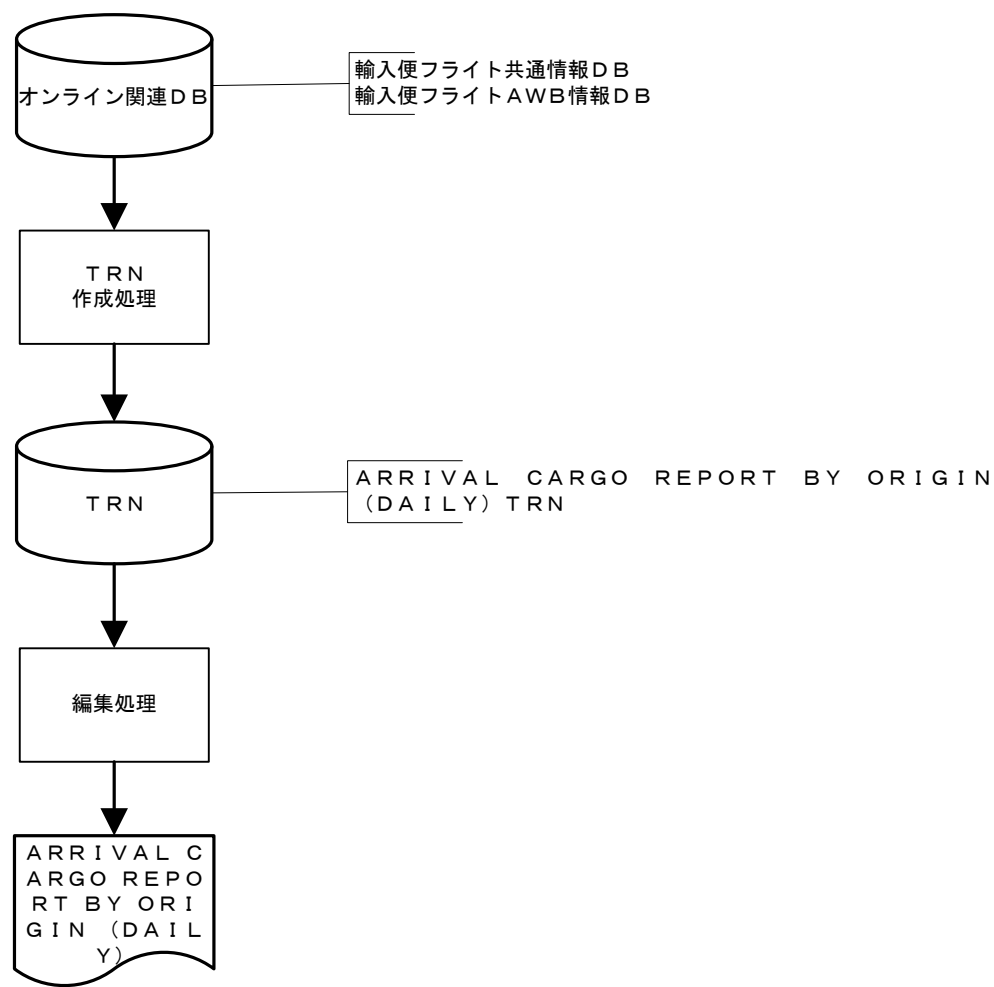 オンライン関連ＤＢ
輸入便フライト共通情報ＤＢ
輸入便フライトＡＷＢ情報ＤＢ
ＴＲＮ
作成処理
ＴＲＮ
ＡＲＲＩＶＡＬ　ＣＡＲＧＯ　ＲＥＰＯＲＴ　ＢＹ　ＯＲＩＧＩＮ
（ＤＡＩＬＹ）ＴＲＮ
編集処理
ＡＲＲＩＶＡＬ Ｃ
ＡＲＧＯ ＲＥＰＯ
ＲＴ ＢＹ ＯＲＩ
ＧＩＮ （ＤＡＩＬ
Ｙ）